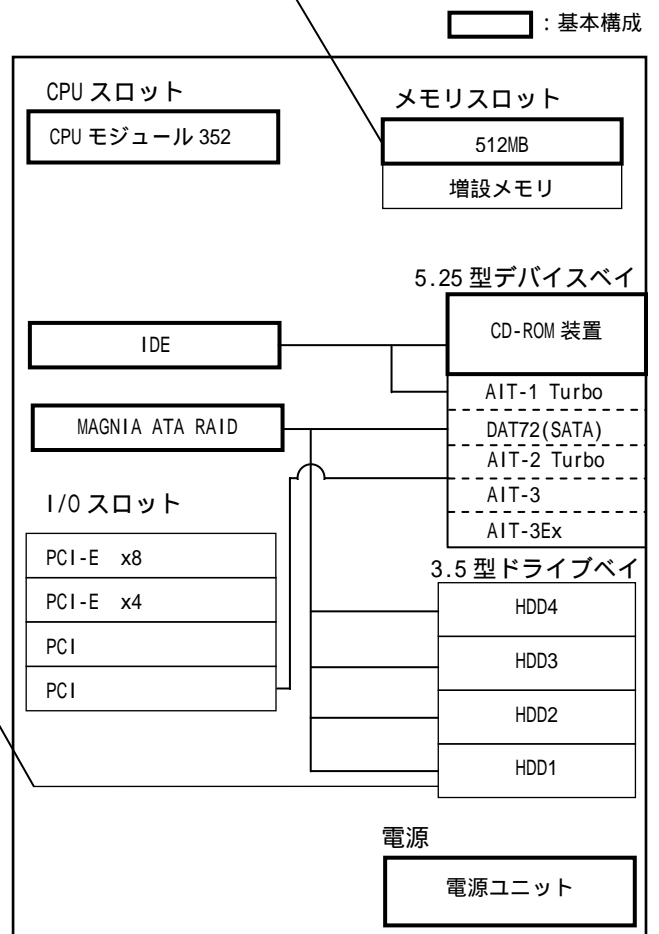 ：基本構成
CPU スロット
CPU モジュール 352
メモリスロット
512MB
増設メモリ
5.25 型デバイスベイ
CD-ROM 装置
IDE
AIT-1 Turbo
MAGNIA ATA RAID
DAT72(SATA)
AIT-2 Turbo
AIT-3
AIT-3Ex
I/O スロット
PCI-E x8
PCI-E x4
PCI
PCI
3.5 型ドライブベイ
HDD4
HDD3
HDD2
HDD1
電源
電源ユニット